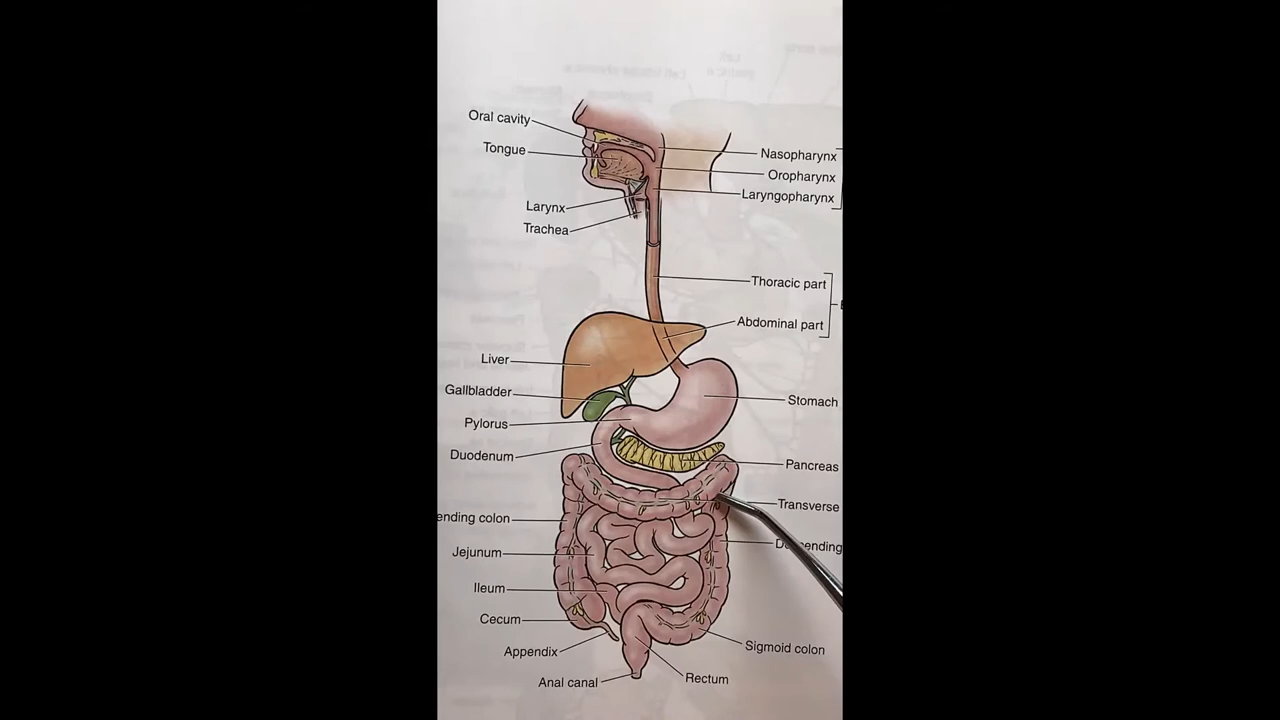 Oral cavity
Tongue
Nasopharynx
Oropharynx
Laryngopharynx
Larynx
Trachea
Thoracic part
Abdominal part
Liver
Gallbladder
Stomach
Pylorus
Duodenum
Pancreas
Transverse
ending colon
Jejunum
Ileum
Cecum
Appendix
Sigmoid colon
Anal canal
Rectum